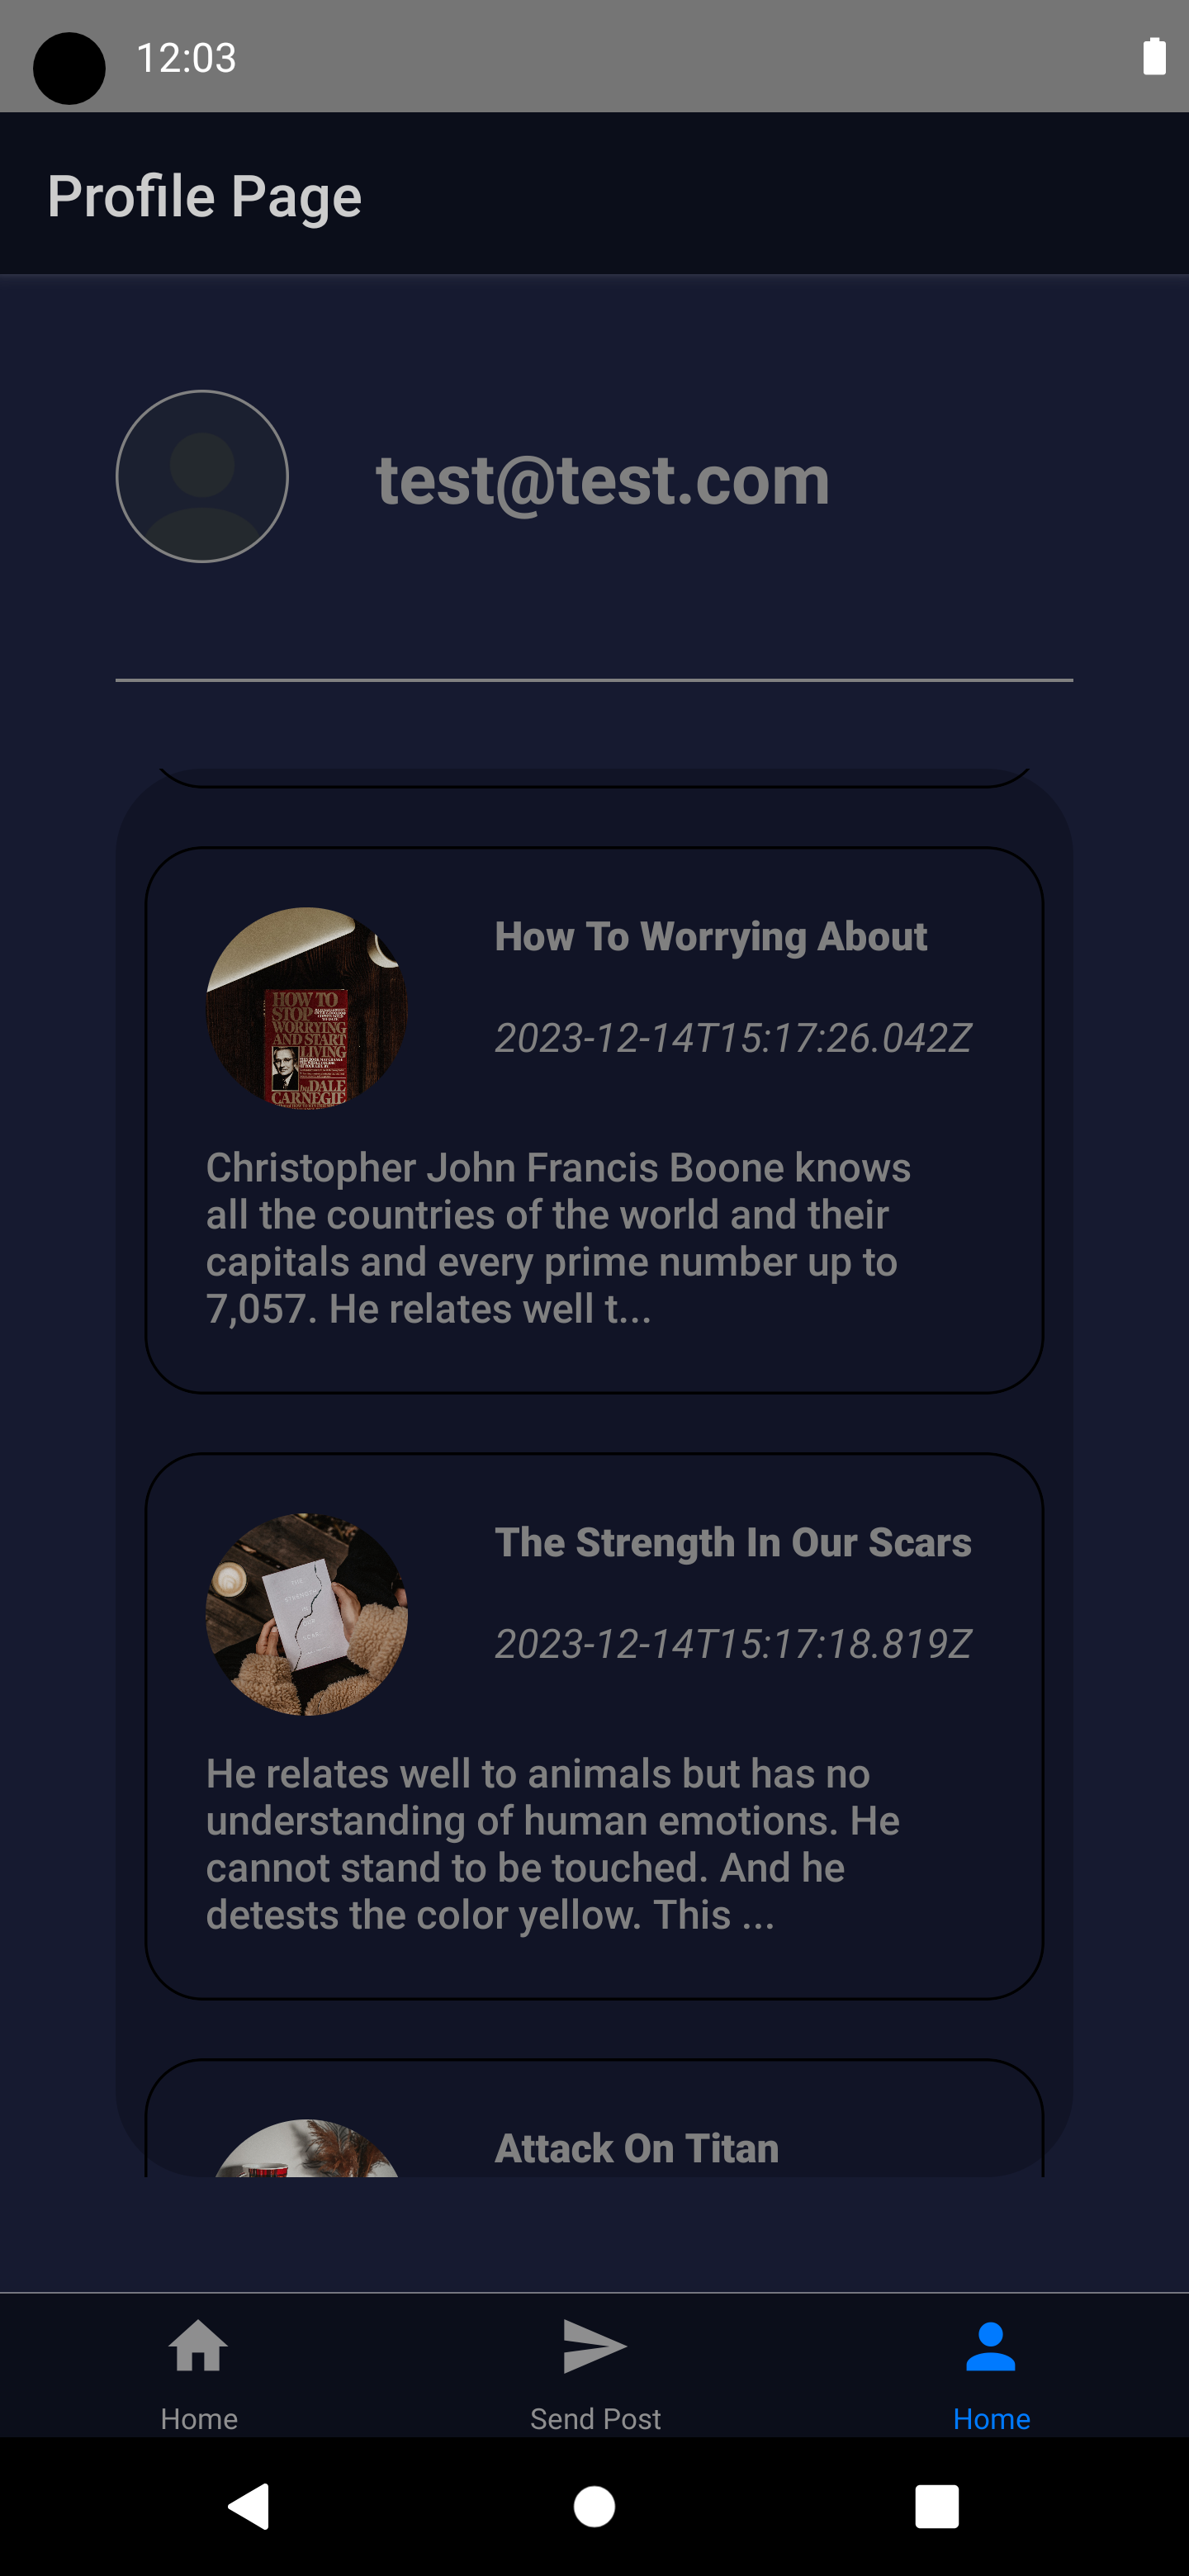 12:03
Profile Page
test@test.com
How To Worrying About
2023-12-14T15:17:26.042Z
HOW TO
STOP
WORRYING
AND START
LIVING
DALE
CARNEGIE
Christopher John Francis Boone knows
all the countries of the world and their
capitals and every prime number up to
7,057. He relates well t...
The Strength In Our Scars
2023-12-14T15:17:18.819Z
He relates well to animals but has no
understanding of human emotions. He
cannot stand to be touched. And he
detests the color yellow. This ...
Attack On Titan
Home
Send Post
Home